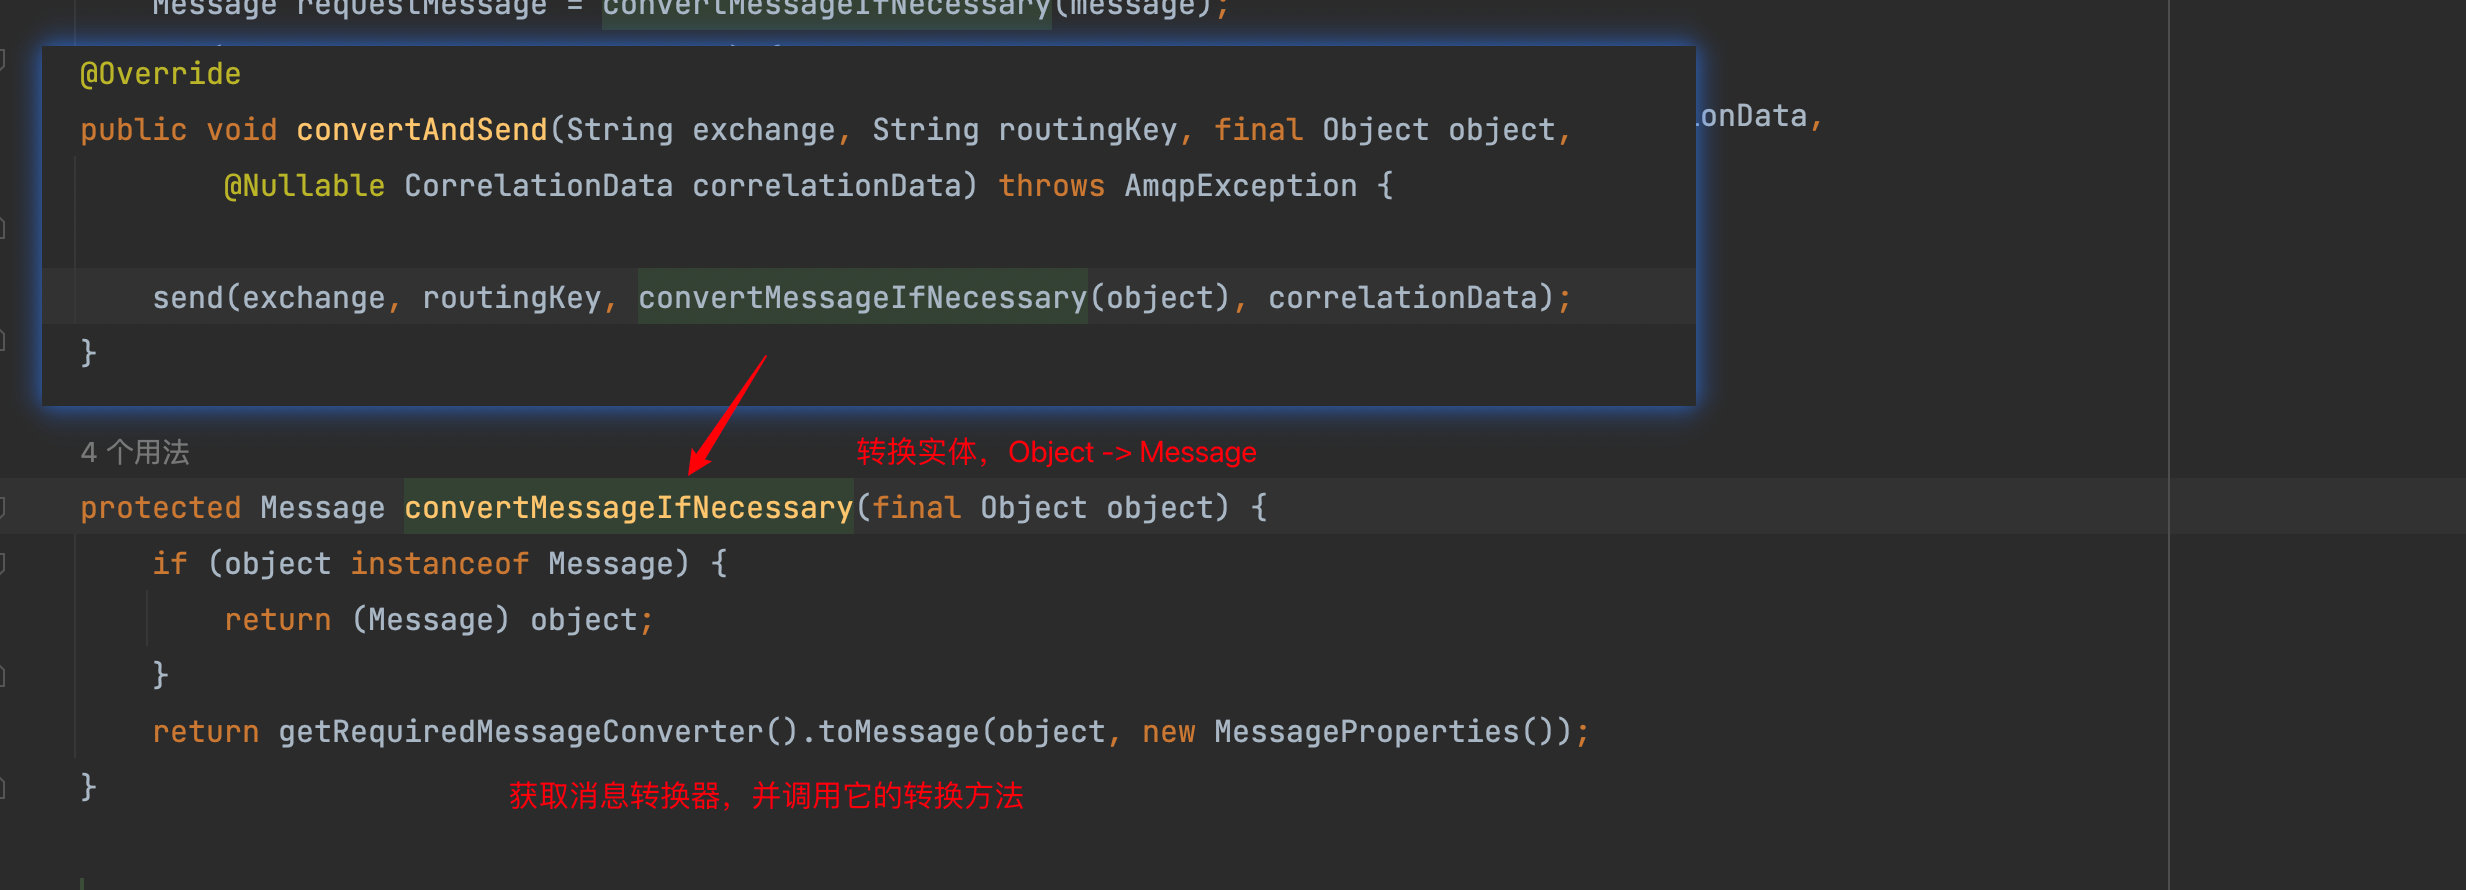 Message requestMessage = convertMessageIfNecessary(message);
@Override
public void convertAndSend(String exchange, String routingKey, final Object object,
onData,
@Nullable CorrelationData correlationData) throws AmqpException {
send(exchange, routingKey, convertMessageIfNecessary(object), correlationData);
}
4 个用法
转换实体，Object -> Message
protected Message convertMessageIfNecessary(final Object object) {
if (object instanceof Message) {
return (Message) object;
}
return getRequiredMessageConverter().toMessage(object, new MessageProperties());
}
获取消息转换器，并调用它的转换方法